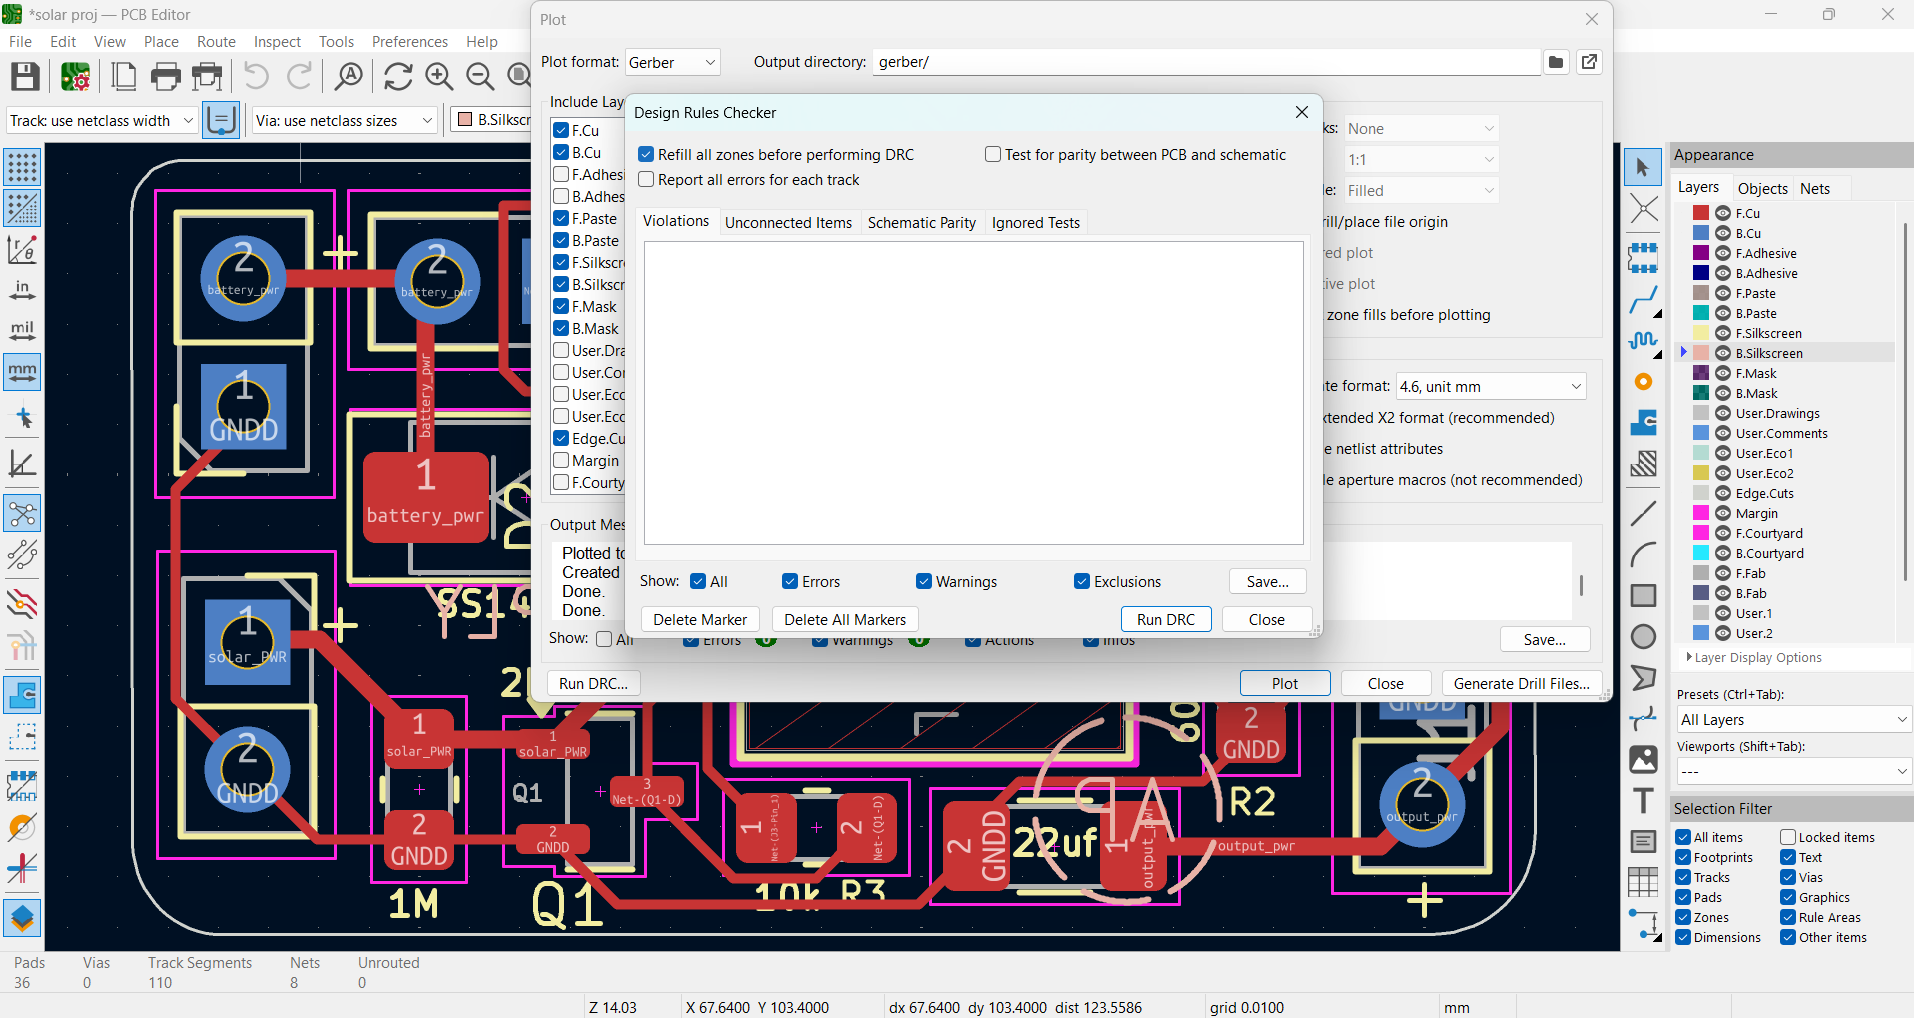 *solar proj — PCB Editor
File Edit View Place Route Inspect Tools Preferences Help
Track: use netclass width
Via: use netclass sizes
B.Silkscr
in
mil
mm
Plot
Plot format: Gerber
Output directory: gerber/
Include Lay
F.Cu
B.Cu
F.Adhesi
B.Adhes
F.Paste
B.Paste
F.Silkscr
B.Silkscr
F.Mask
B.Mask
User.Dra
User.Cor
User.Ecc
User.Ecc
Edge.Cu
Margin
F.Courty
ks: None
1:1
e: Filled
rill/place file origin
red plot
tive plot
zone fills before plotting
te format: 4.6, unit mm
xtended X2 format (recommended)
e netlist attributes
le aperture macros (not recommended)
Output Mes
Plotted to
Created
Done.
Done.
Show: All Errors 0 Warnings 0 Actions Infos
Save...
Run DRC...
Plot
Close
Generate Drill Files...
Design Rules Checker
Refill all zones before performing DRC
Test for parity between PCB and schematic
Report all errors for each track
Violations
Unconnected Items
Schematic Parity
Ignored Tests
Show: All Errors Warnings Exclusions
Save...
Delete Marker
Delete All Markers
Run DRC
Close
2
battery_pwr
2
battery_pwr
1
GNDD
battery_pwr
1
battery_pwr
SS14
1
solar_PWR
2
GNDD
1
solar_PWR
2
GNDD
1M
1
solar_PWR
Q1
3
Net-(Q1-D)
2
GNDD
Q1
1
Net-(J3-Pin_1)
2
Net-(Q1-D)
10k R3
2
GNDD
22uf
1
output_pwr
2
GNDD
R2
output_pwr
GNDD
2
output_pwr
Appearance
Layers Objects Nets
F.Cu
B.Cu
F.Adhesive
B.Adhesive
F.Paste
B.Paste
F.Silkscreen
B.Silkscreen
F.Mask
B.Mask
User.Drawings
User.Comments
User.Eco1
User.Eco2
Edge.Cuts
Margin
F.Courtyard
B.Courtyard
F.Fab
B.Fab
User.1
User.2
Layer Display Options
Presets (Ctrl+Tab):
All Layers
Viewports (Shift+Tab):
---
Selection Filter
All items Locked items
Footprints Text
Tracks Vias
Pads Graphics
Zones Rule Areas
Dimensions Other items
Pads Vias Track Segments Nets Unrouted
36 0 110 8 0
Z 14.03 X 67.6400 Y 103.4000 dx 67.6400 dy 103.4000 dist 123.5586 grid 0.0100 mm